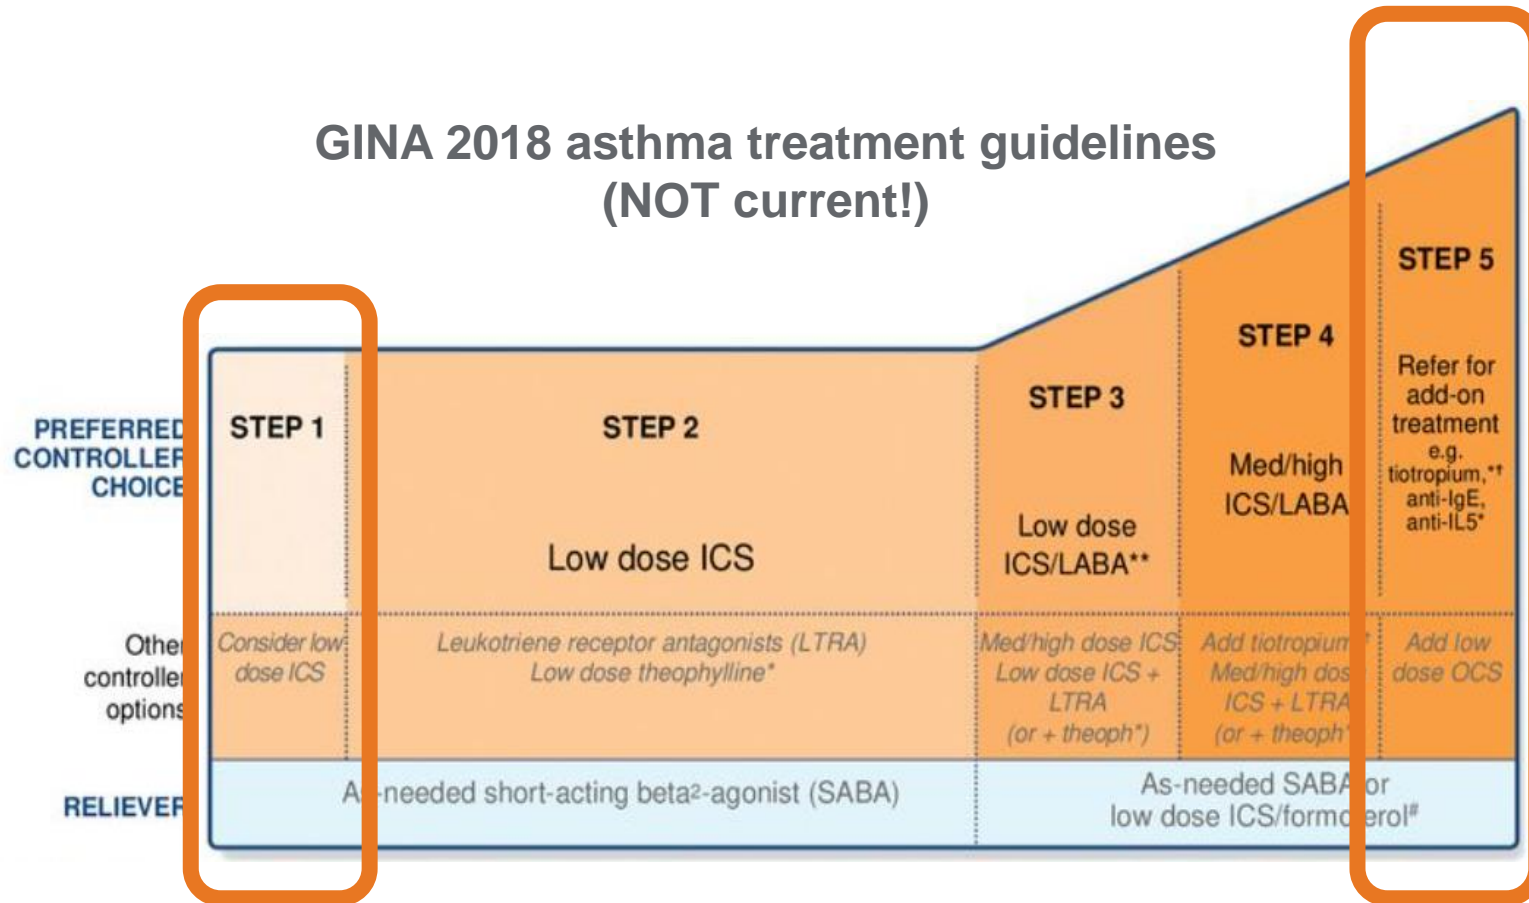 GINA 2018 asthma treatment guidelines
(NOT current!)
PREFERRED
CONTROLLER
CHOICE
STEP 1
STEP 2
Low dose ICS
STEP 3
Low dose
ICS/LABA**
STEP 4
Med/high
ICS/LABA
STEP 5
Refer for
add-on
treatment
e.g.
tiotropium,*†
anti-IgE,
anti-IL5*
Other
controller
options
Consider low
dose ICS
Leukotriene receptor antagonists (LTRA)
Low dose theophylline*
Med/high dose ICS
Low dose ICS +
LTRA
(or + theoph*)
Add tiotropium
Med/high dose
ICS + LTRA
(or + theoph
Add low
dose OCS
RELIEVER
As-needed short-acting beta2-agonist (SABA)
As-needed SABA or
low dose ICS/formoterol#